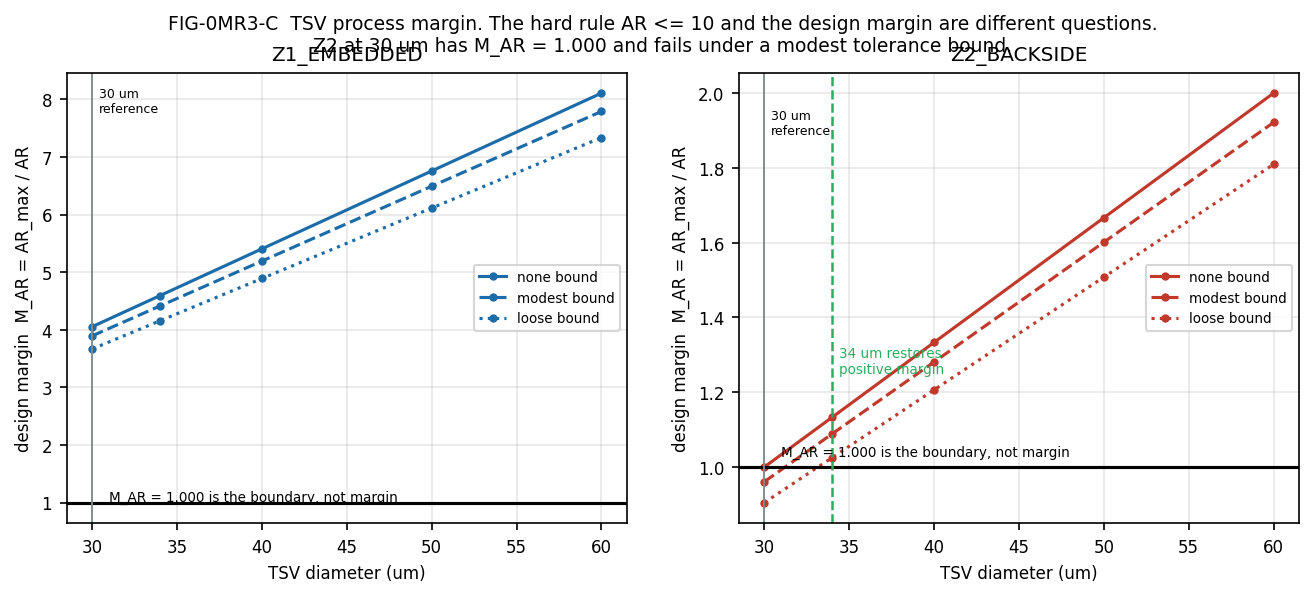 FIG-0MR3-C  TSV process margin. The hard rule AR <= 10 and the design margin are different questions.
Z2 at 30 um has M_AR = 1.000 and fails under a modest tolerance bound.
Z1_EMBEDDED
design margin  M_AR = AR_max / AR
8
7
6
5
4
3
2
1
30 um
reference
none bound
modest bound
loose bound
M_AR = 1.000 is the boundary, not margin
30
35
40
45
50
55
60
TSV diameter (um)
Z2_BACKSIDE
design margin  M_AR = AR_max / AR
2.0
1.8
1.6
1.4
1.2
1.0
30 um
reference
none bound
modest bound
loose bound
34 um restores
positive margin
M_AR = 1.000 is the boundary, not margin
30
35
40
45
50
55
60
TSV diameter (um)